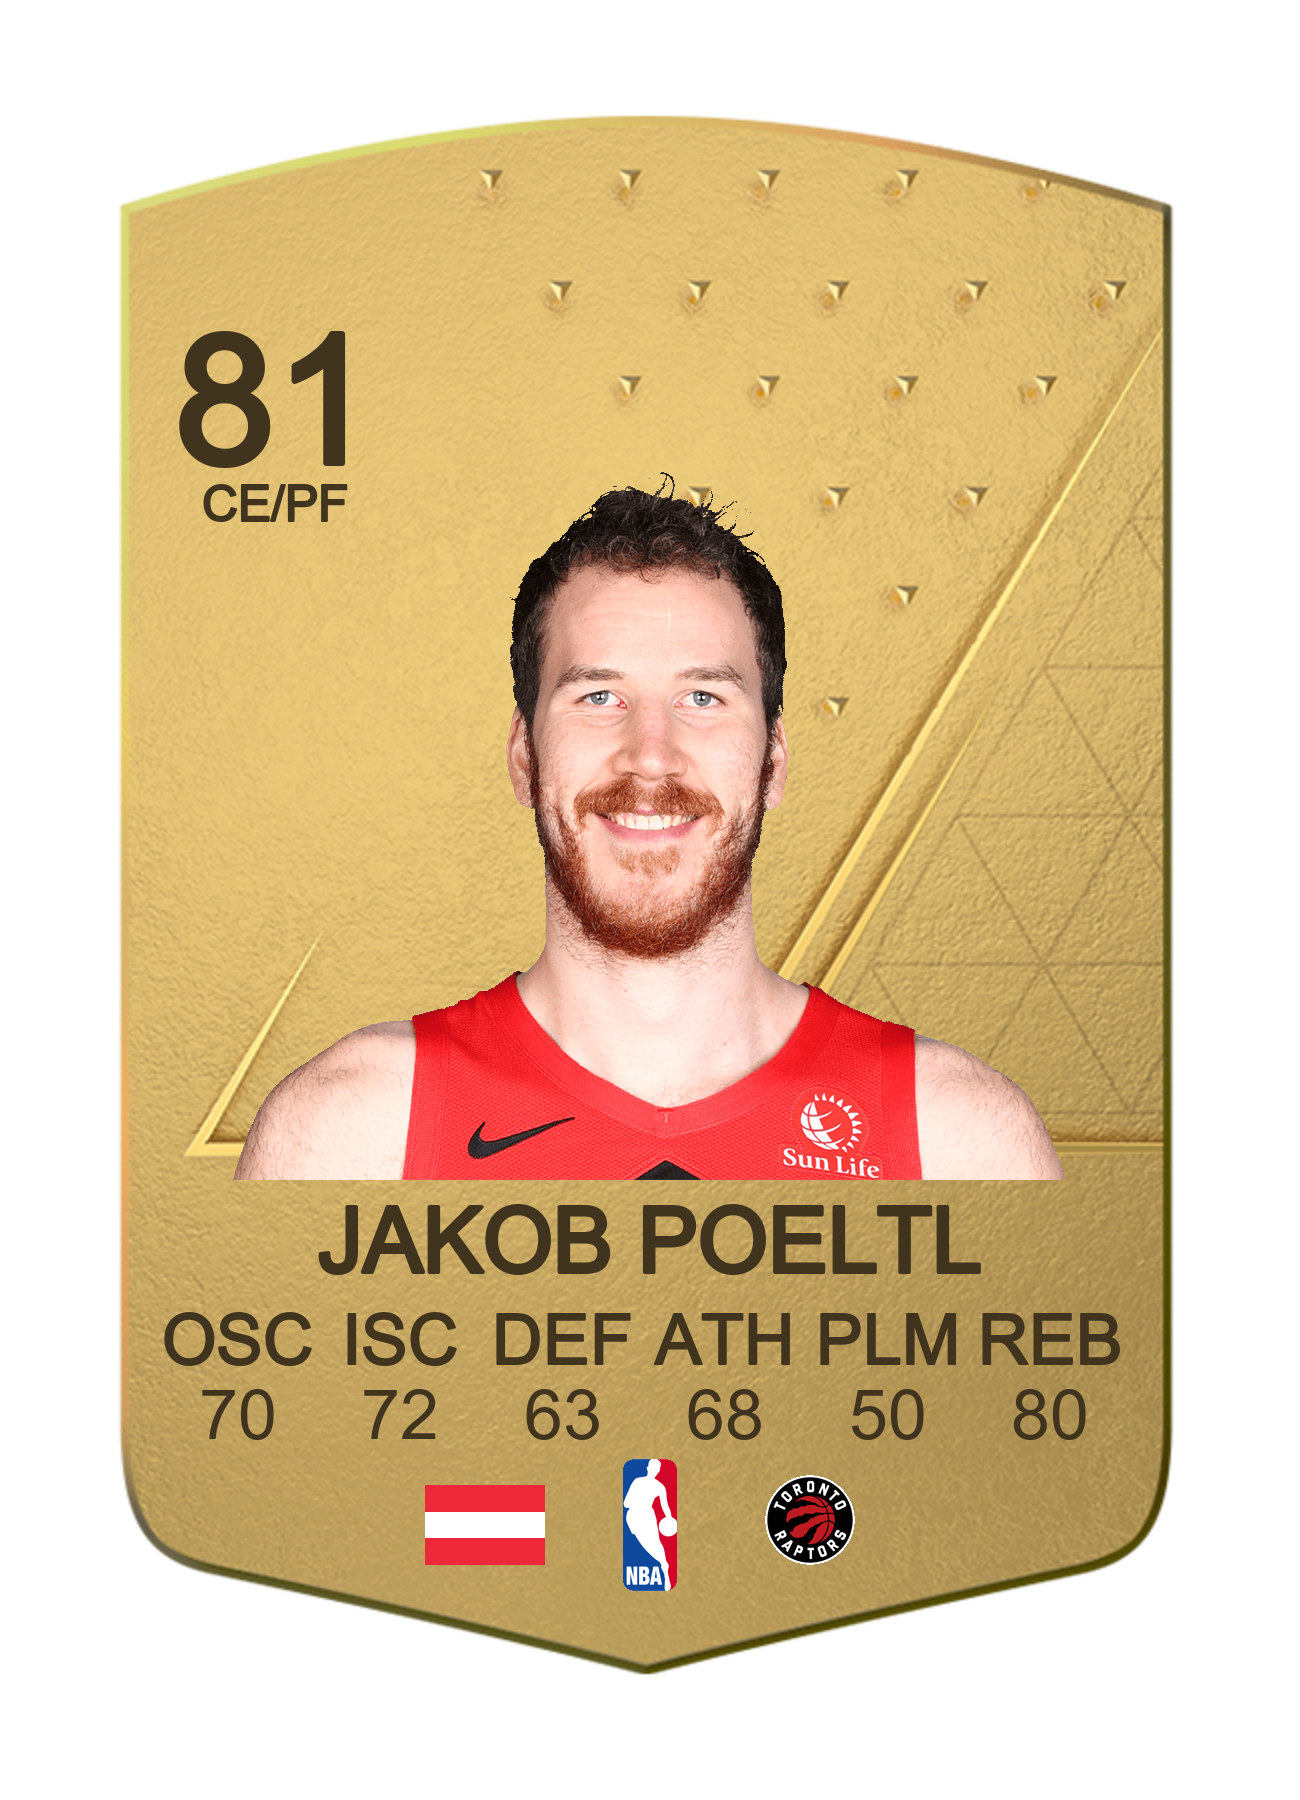 81
CE/PF
Sun Life
JAKOB POELTL
OSC ISC DEF ATH PLM REB
70 72 63 68 50 80
NBA
TORONTO
RAPTORS